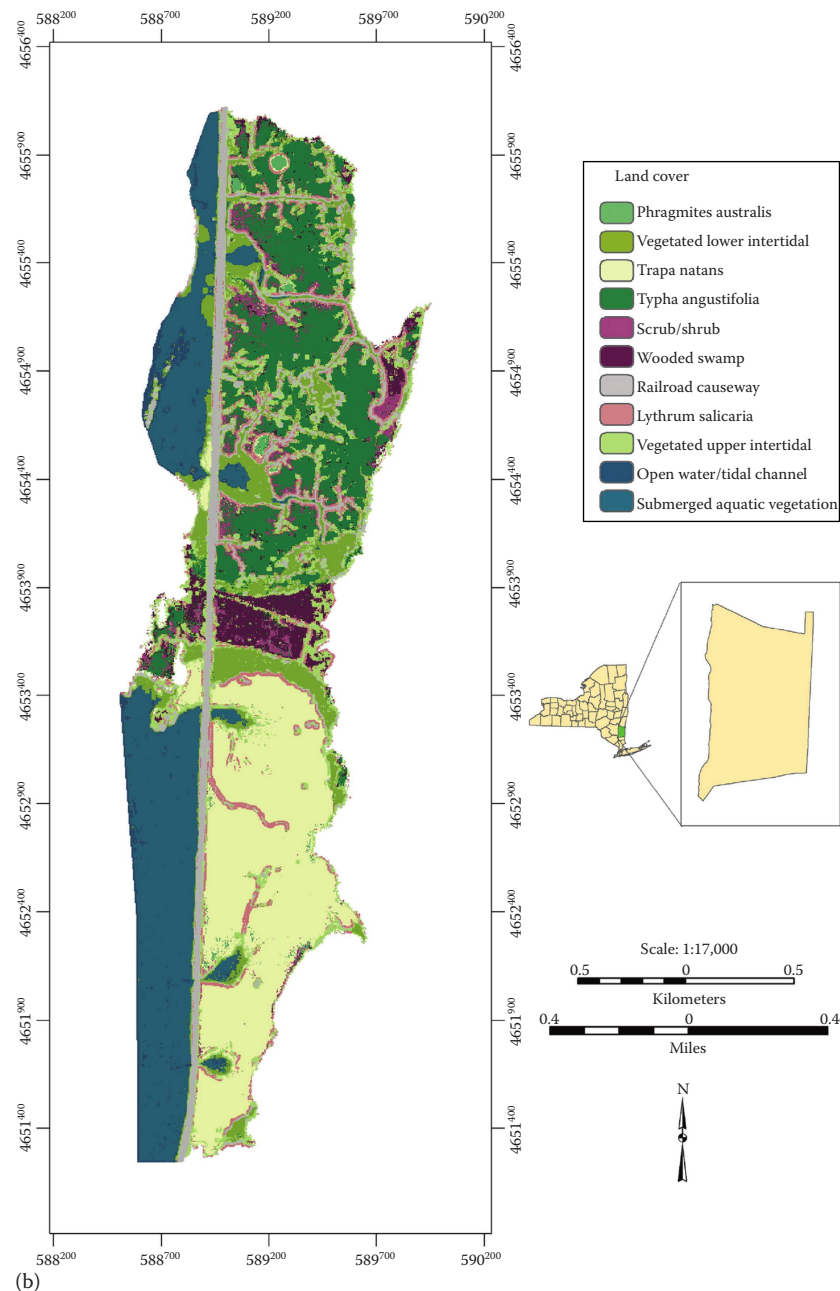 588200 588700 589200 589700 590200
4656400 4656400
4655900 4655900
4655400 4655400
4654900 4654900
4654400 4654400
4653900 4653900
4653400 4653400
4652900 4652900
4652400 4652400
4651900 4651900
4651400 4651400
588200 588700 589200 589700 590200
(b)
Land cover
Phragmites australis
Vegetated lower intertidal
Trapa natans
Typha angustifolia
Scrub/shrub
Wooded swamp
Railroad causeway
Lythrum salicaria
Vegetated upper intertidal
Open water/tidal channel
Submerged aquatic vegetation
Scale: 1:17,000
0.5 0 0.5
Kilometers
0.4 0 0.4
Miles
N